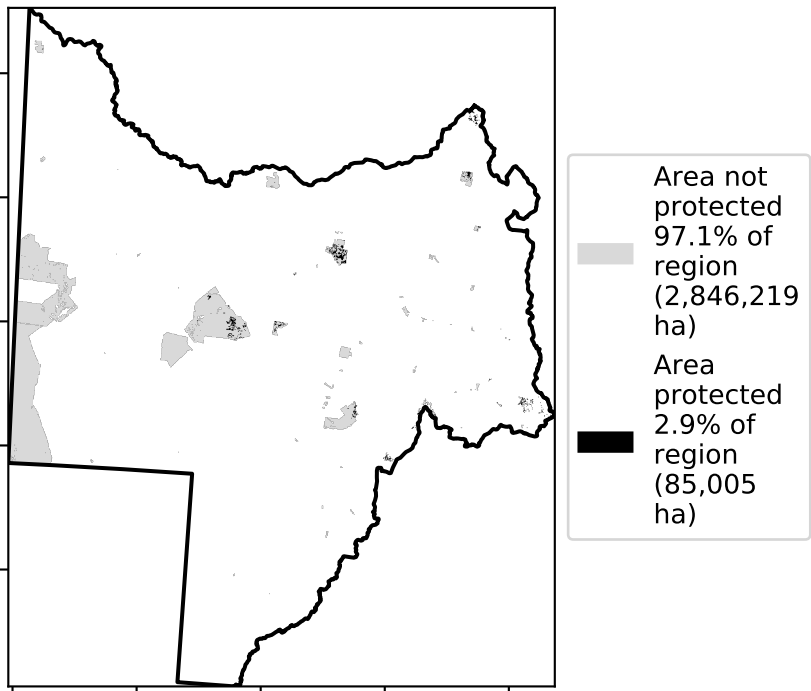 Area not
protected
97.1% of
region
(2,846,219
ha)
Area
protected
2.9% of
region
(85,005
ha)